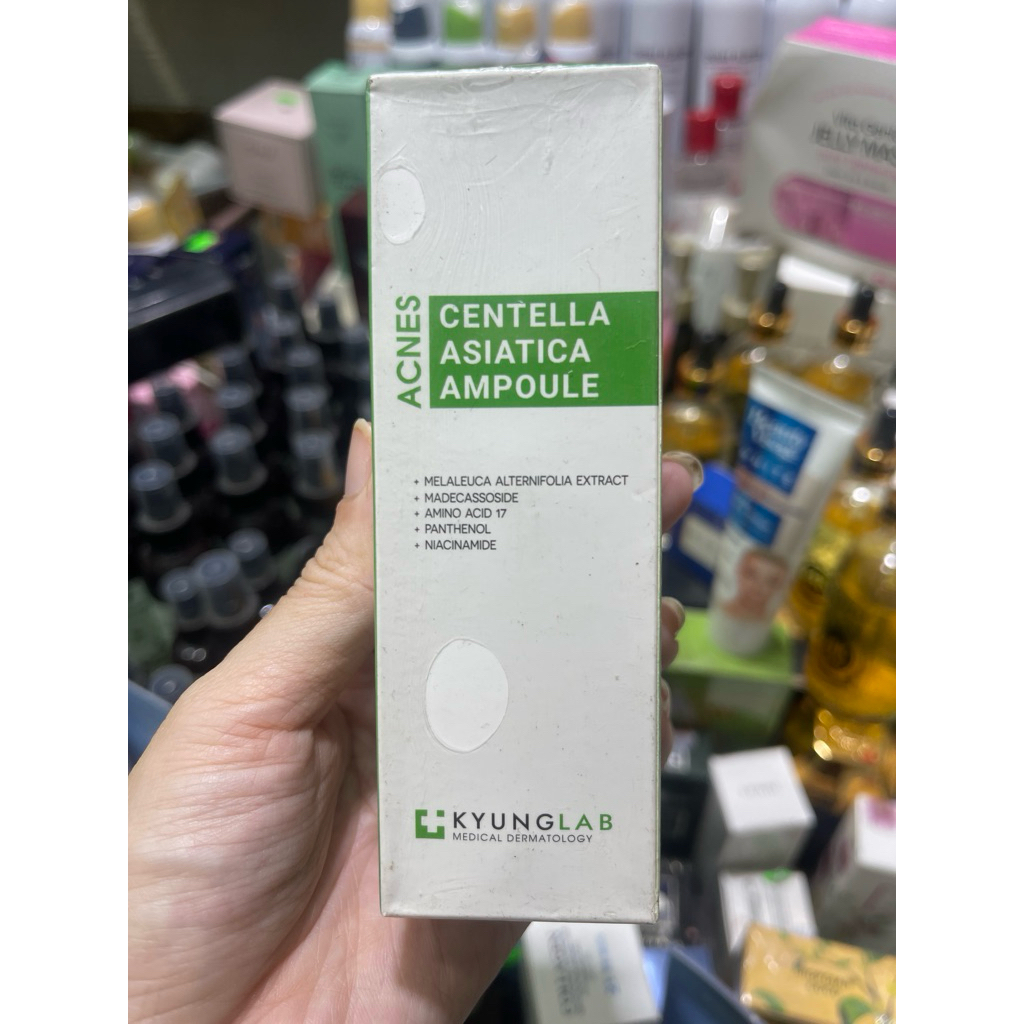 ACNES
CENTELLA
ASIATICA
AMPOULE
+ MELALEUCA ALTERNIFOLIA EXTRACT
+ MADECASSOSIDE
+ AMINO ACID 17
+ PANTHENOL
+ NIACINAMIDE
KYUNGLAB
MEDICAL DERMATOLOGY